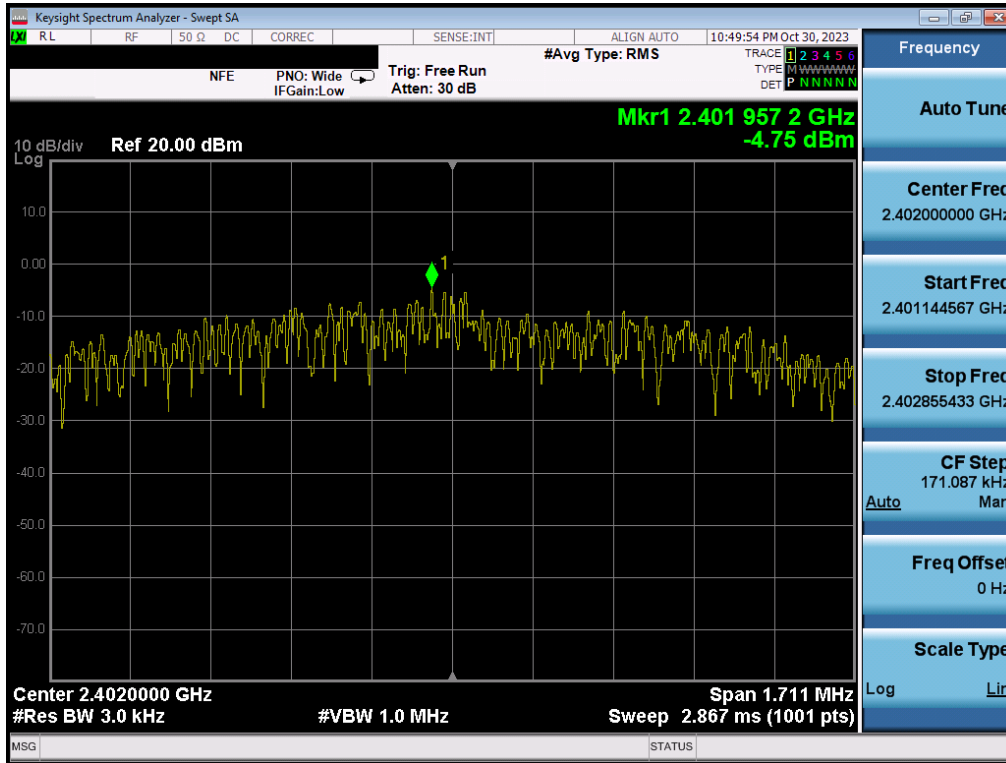 Keysight Spectrum Analyzer - Swept SA
LXI RL RF 50 Ω DC CORREC SENSE:INT ALIGN AUTO 10:49:54 PM Oct 30, 2023
NFE PNO: Wide Trig: Free Run #Avg Type: RMS TRACE 1 2 3 4 5 6
IFGain:Low Atten: 30 dB TYPE M WWWWW
DET P N N N N N
Mkr1 2.401 957 2 GHz
-4.75 dBm
10 dB/div Ref 20.00 dBm
Log
10.0
0.00
1
-10.0
-20.0
-30.0
-40.0
-50.0
-60.0
-70.0
Center 2.4020000 GHz Span 1.711 MHz
#Res BW 3.0 kHz #VBW 1.0 MHz Sweep 2.867 ms (1001 pts)
MSG STATUS
Frequency
Auto Tune
Center Freq
2.402000000 GHz
Start Freq
2.401144567 GHz
Stop Freq
2.402855433 GHz
CF Step
171.087 kHz
Auto Man
Freq Offset
0 Hz
Scale Type
Log Lin